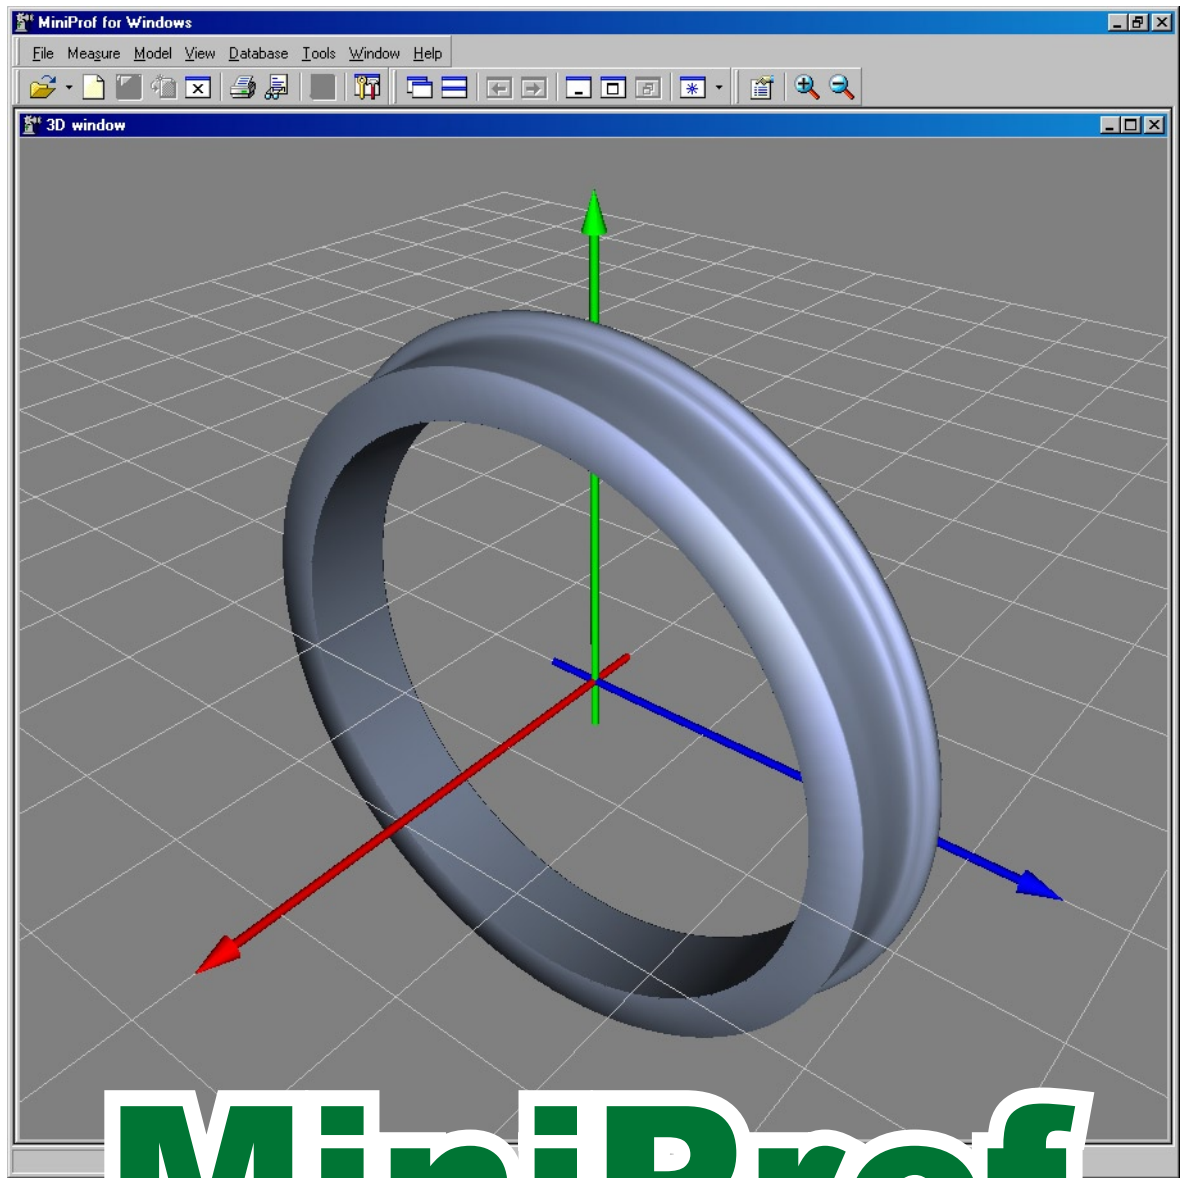 MiniProf for Windows
File Measure Model View Database Tools Window Help
3D window
MiniProf